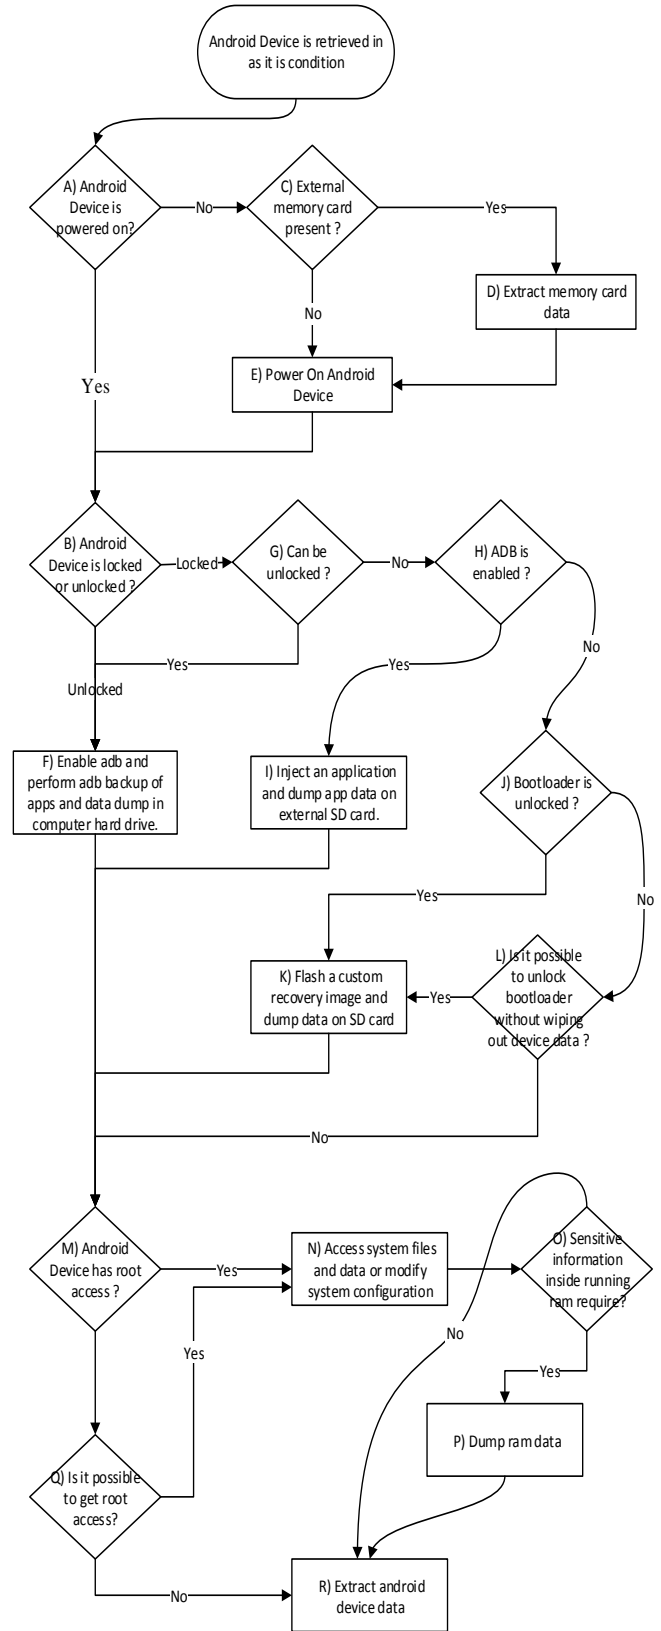 Android Device is retrieved in
as it is condition
A) Android
Device is
powered on?
No
C) External
memory card
present ?
Yes
D) Extract memory card
data
No
E) Power On Android
Device
Yes
B) Android
Device is locked
or unlocked ?
Locked
G) Can be
unlocked ?
No
H) ADB is
enabled ?
No
Yes
Yes
Unlocked
F) Enable adb and
perform adb backup of
apps and data dump in
computer hard drive.
I) Inject an application
and dump app data on
external SD card.
J) Bootloader is
unlocked ?
Yes
No
K) Flash a custom
recovery image and
dump data on SD card
Yes
L) Is it possible
to unlock
bootloader
without wiping
out device data ?
No
M) Android
Device has root
access ?
Yes
N) Access system files
and data or modify
system configuration
O) Sensitive
information
inside running
ram require?
No
Yes
Yes
P) Dump ram data
Q) Is it possible
to get root
access?
No
R) Extract android
device data